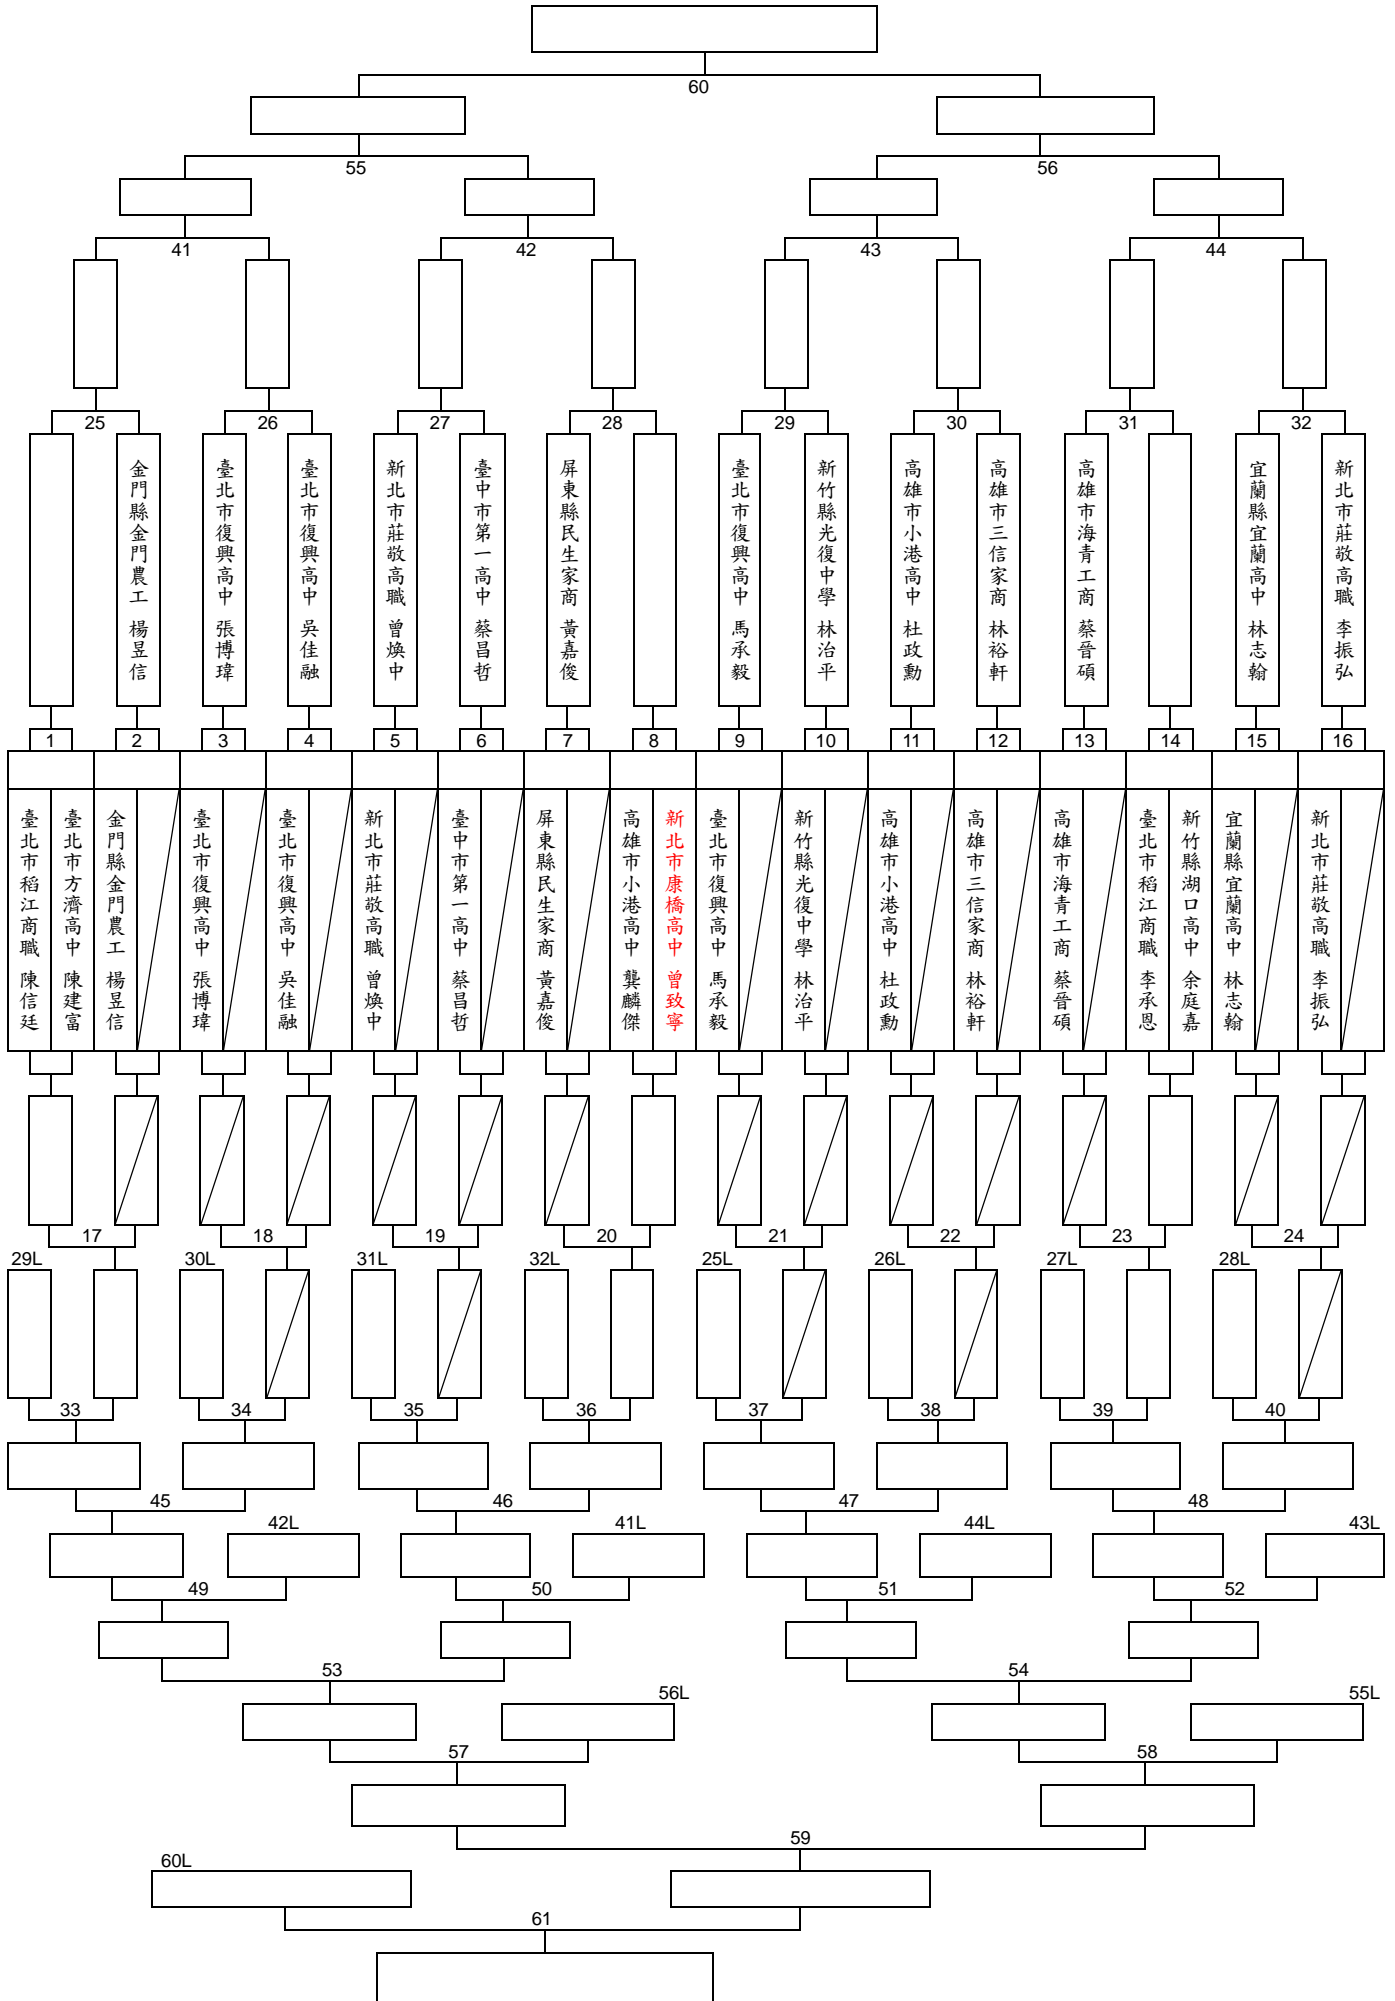 60
55 56
41 42 43 44
25 26 27 28 29 30 31 32
金門縣金門農工 楊昱信
臺北市復興高中 張博瑋
臺北市復興高中 吳佳融
新北市莊敬高職 曾煥中
臺中市第一高中 蔡昌哲
屏東縣民生家商 黃嘉俊
臺北市復興高中 馬承毅
新竹縣光復中學 林治平
高雄市小港高中 杜政勳
高雄市三信家商 林裕軒
高雄市海青工商 蔡晉碩
宜蘭縣宜蘭高中 林志翰
新北市莊敬高職 李振弘
1 2 3 4 5 6 7 8 9 10 11 12 13 14 15 16
臺北市稻江商職 陳信廷
臺北市方濟高中 陳建富
金門縣金門農工 楊昱信
臺北市復興高中 張博瑋
臺北市復興高中 吳佳融
新北市莊敬高職 曾煥中
臺中市第一高中 蔡昌哲
屏東縣民生家商 黃嘉俊
高雄市小港高中 龔麟傑
新北市康橋高中 曾致寧
臺北市復興高中 馬承毅
新竹縣光復中學 林治平
高雄市小港高中 杜政勳
高雄市三信家商 林裕軒
高雄市海青工商 蔡晉碩
臺北市稻江商職 李承恩
新竹縣湖口高中 余庭嘉
宜蘭縣宜蘭高中 林志翰
新北市莊敬高職 李振弘
17 18 19 20 21 22 23 24
29L 30L 31L 32L 25L 26L 27L 28L
33 34 35 36 37 38 39 40
45 46 47 48
42L 41L 44L 43L
49 50 51 52
53 54
56L 55L
57 58
59
60L
61